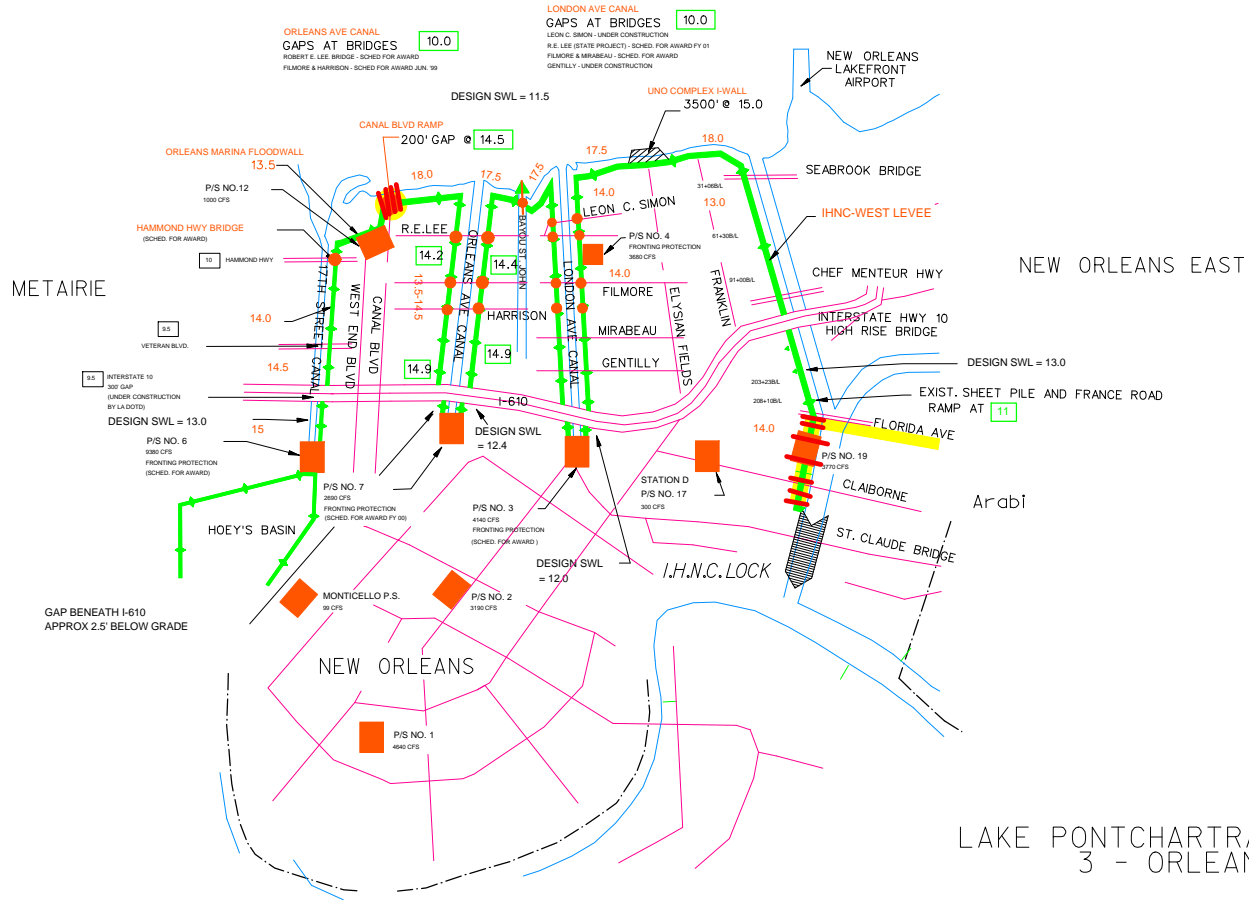 ORLEANS AVE CANAL
GAPS AT BRIDGES 10.0
ROBERT E. LEE. BRIDGE - SCHED FOR AWARD
FILMORE & HARRISON - SCHED FOR AWARD JUN. '99
LONDON AVE CANAL
GAPS AT BRIDGES 10.0
LEON C. SIMON - UNDER CONSTRUCTION
R.E. LEE (STATE PROJECT) - SCHED. FOR AWARD FY 01
FILMORE & MIRABEAU - SCHED. FOR AWARD
GENTILLY - UNDER CONSTRUCTION
NEW ORLEANS
LAKEFRONT
AIRPORT
DESIGN SWL = 11.5
UNO COMPLEX I-WALL
3500' @ 15.0
CANAL BLVD RAMP
200' GAP @ 14.5
ORLEANS MARINA FLOODWALL
13.5
P/S NO.12
1000 CFS
18.0
17.5
17.5
17.5
18.0
SEABROOK BRIDGE
31+06B/L
14.0
13.0
LEON C. SIMON
IHNC-WEST LEVEE
HAMMOND HWY BRIDGE
(SCHED. FOR AWARD)
R.E.LEE
P/S NO. 4
FRONTING PROTECTION
3680 CFS
61+30B/L
10 HAMMOND HWY
14.2
14.4
14.0
91+00B/L
CHEF MENTEUR HWY
NEW ORLEANS EAST
METAIRIE
17TH STREET CANAL
WEST END BLVD
CANAL BLVD
13.5-14.5
ORLEANS AVE CANAL
BAYOU ST. JOHN
LONDON AVE CANAL
ELYSIAN FIELDS
FRANKLIN
FILMORE
HARRISON
MIRABEAU
GENTILLY
14.0
INTERSTATE HWY 10
HIGH RISE BRIDGE
9.5
VETERAN BLVD.
14.5
14.9
14.9
DESIGN SWL = 13.0
9.5 INTERSTATE 10
300' GAP
(UNDER CONSTRUCTION
BY LA DOTD)
203+23B/L
208+10B/L
I-610
EXIST. SHEET PILE AND FRANCE ROAD
RAMP AT 11
DESIGN SWL = 13.0
15
14.0
FLORIDA AVE
DESIGN SWL
= 12.4
P/S NO. 6
9380 CFS
FRONTING PROTECTION
(SCHED. FOR AWARD)
P/S NO. 19
3770 CFS
STATION D
P/S NO. 17
300 CFS
CLAIBORNE
P/S NO. 7
2690 CFS
FRONTING PROTECTION
(SCHED. FOR AWARD FY 00)
P/S NO. 3
4140 CFS
FRONTING PROTECTION
(SCHED. FOR AWARD )
Arabi
HOEY'S BASIN
ST. CLAUDE BRIDGE
DESIGN SWL
= 12.0
I.H.N.C. LOCK
MONTICELLO P.S.
99 CFS
P/S NO. 2
3190 CFS
GAP BENEATH I-610
APPROX 2.5' BELOW GRADE
NEW ORLEANS
P/S NO. 1
4640 CFS
LAKE PONTCHARTRA
3 - ORLEAN